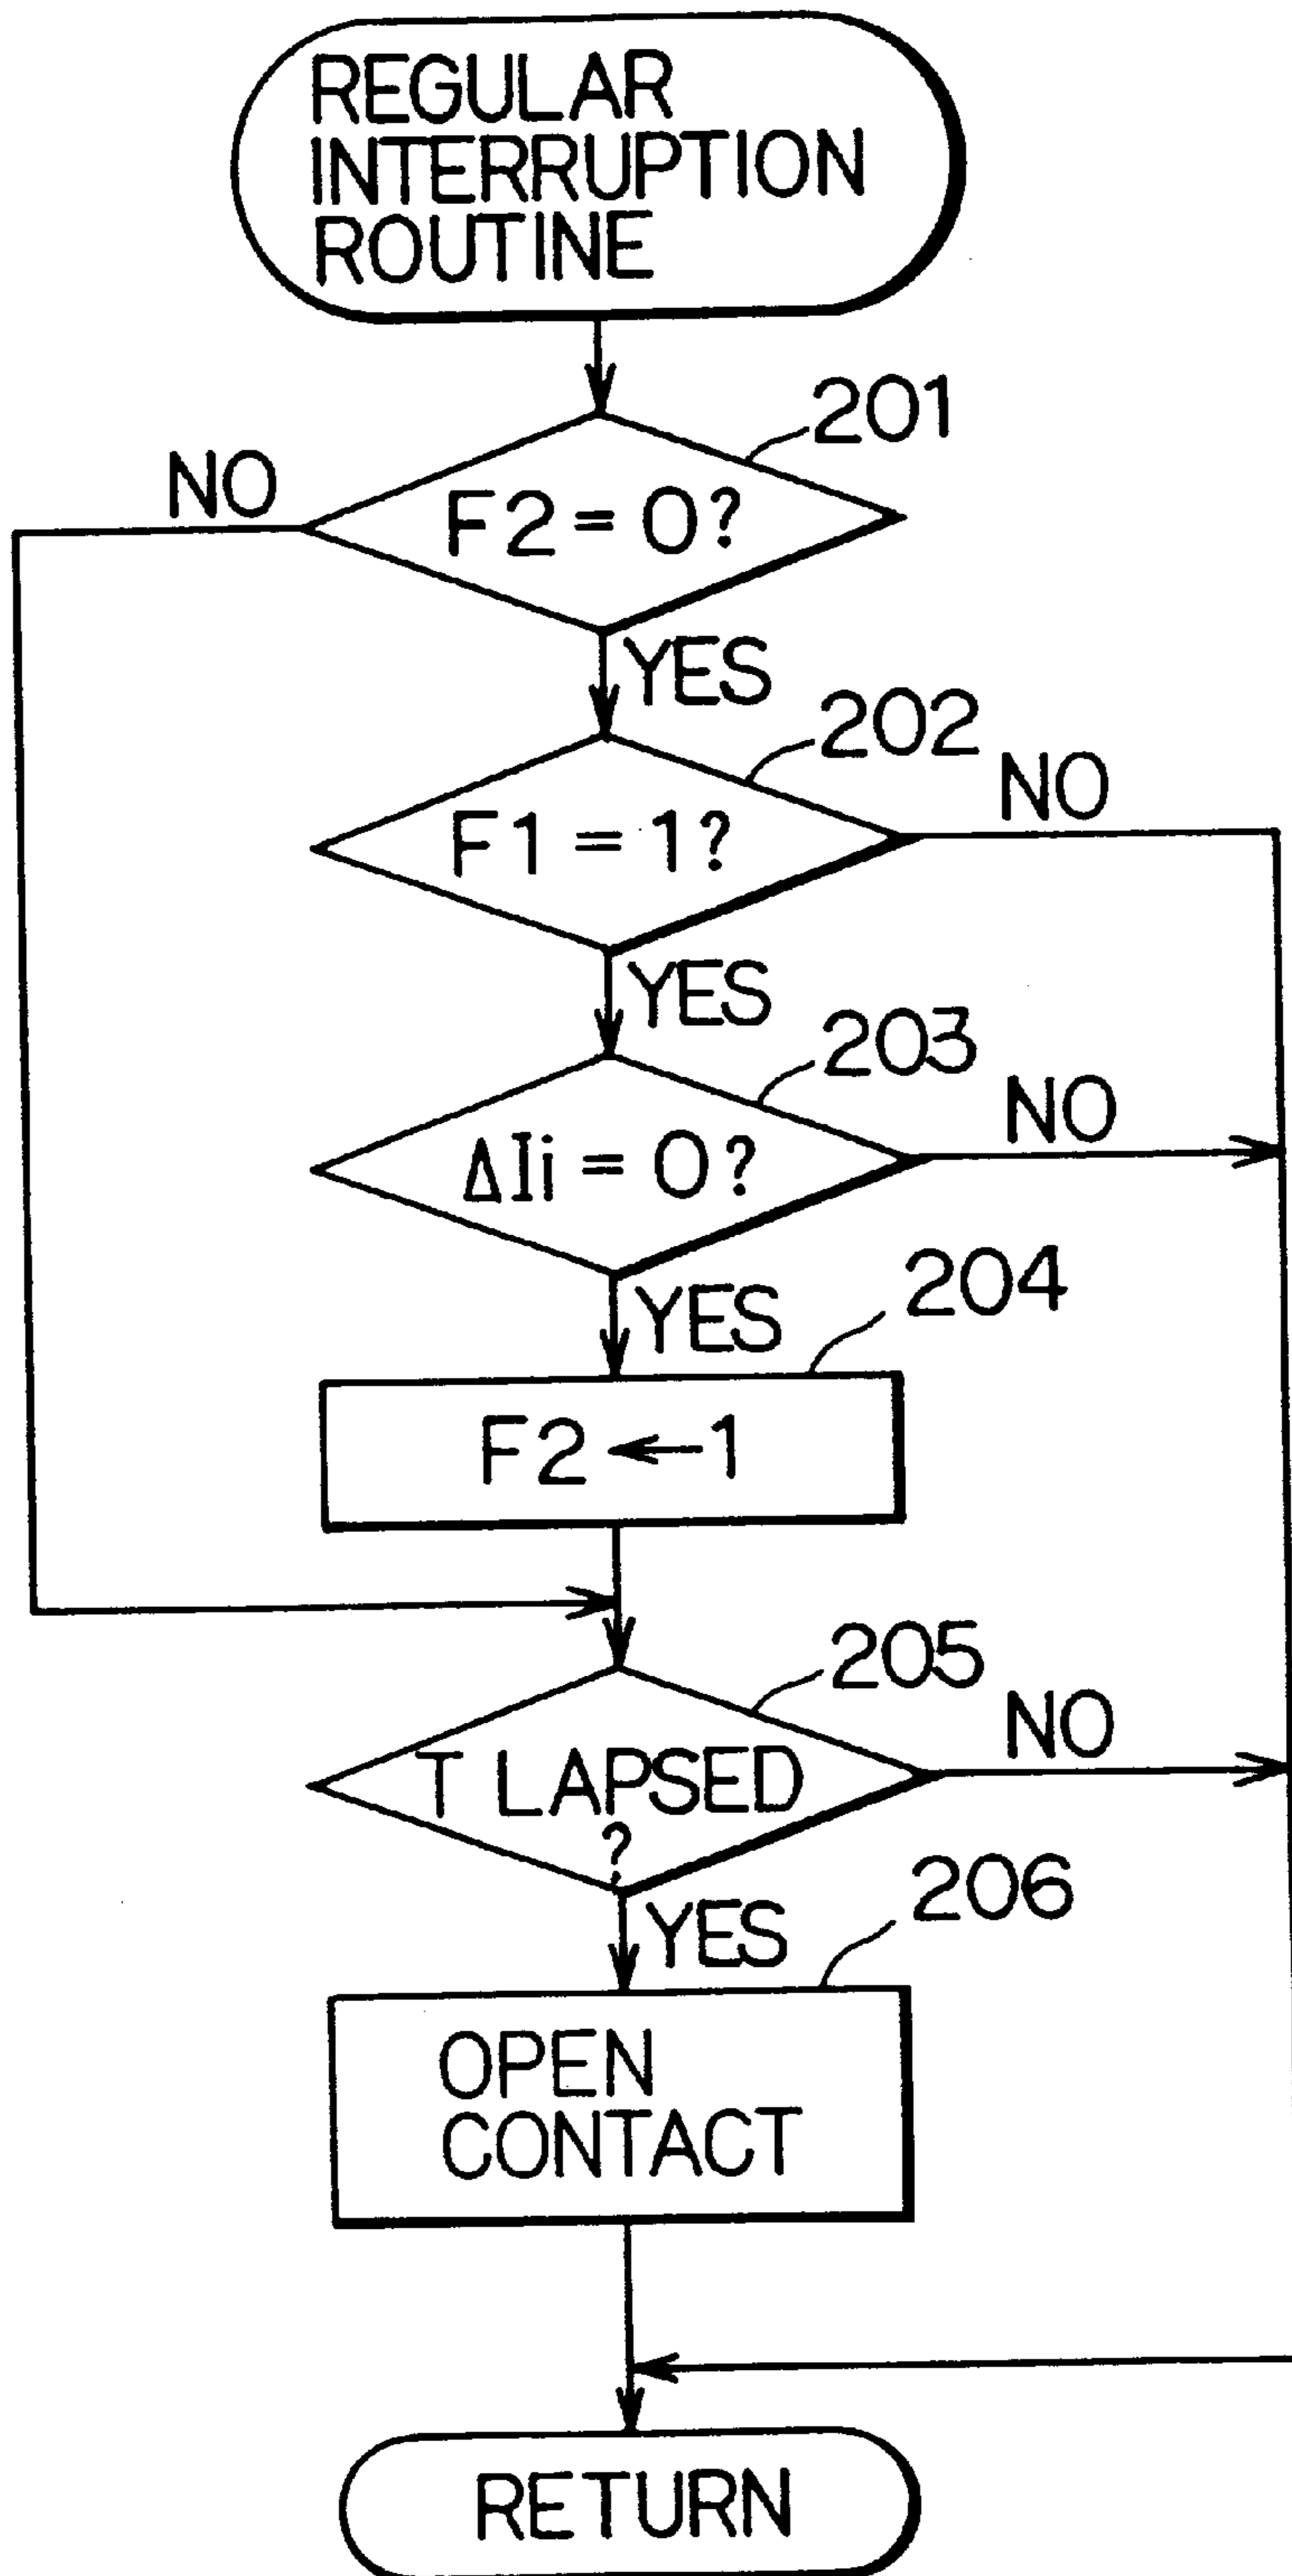 REGULAR
INTERRUPTION
ROUTINE
201
NO
F2 = 0?
YES
202
NO
F1 = 1?
YES
203
NO
ΔIi = 0?
YES
204
F2 ← 1
205
NO
T LAPSED
?
YES
206
OPEN
CONTACT
RETURN